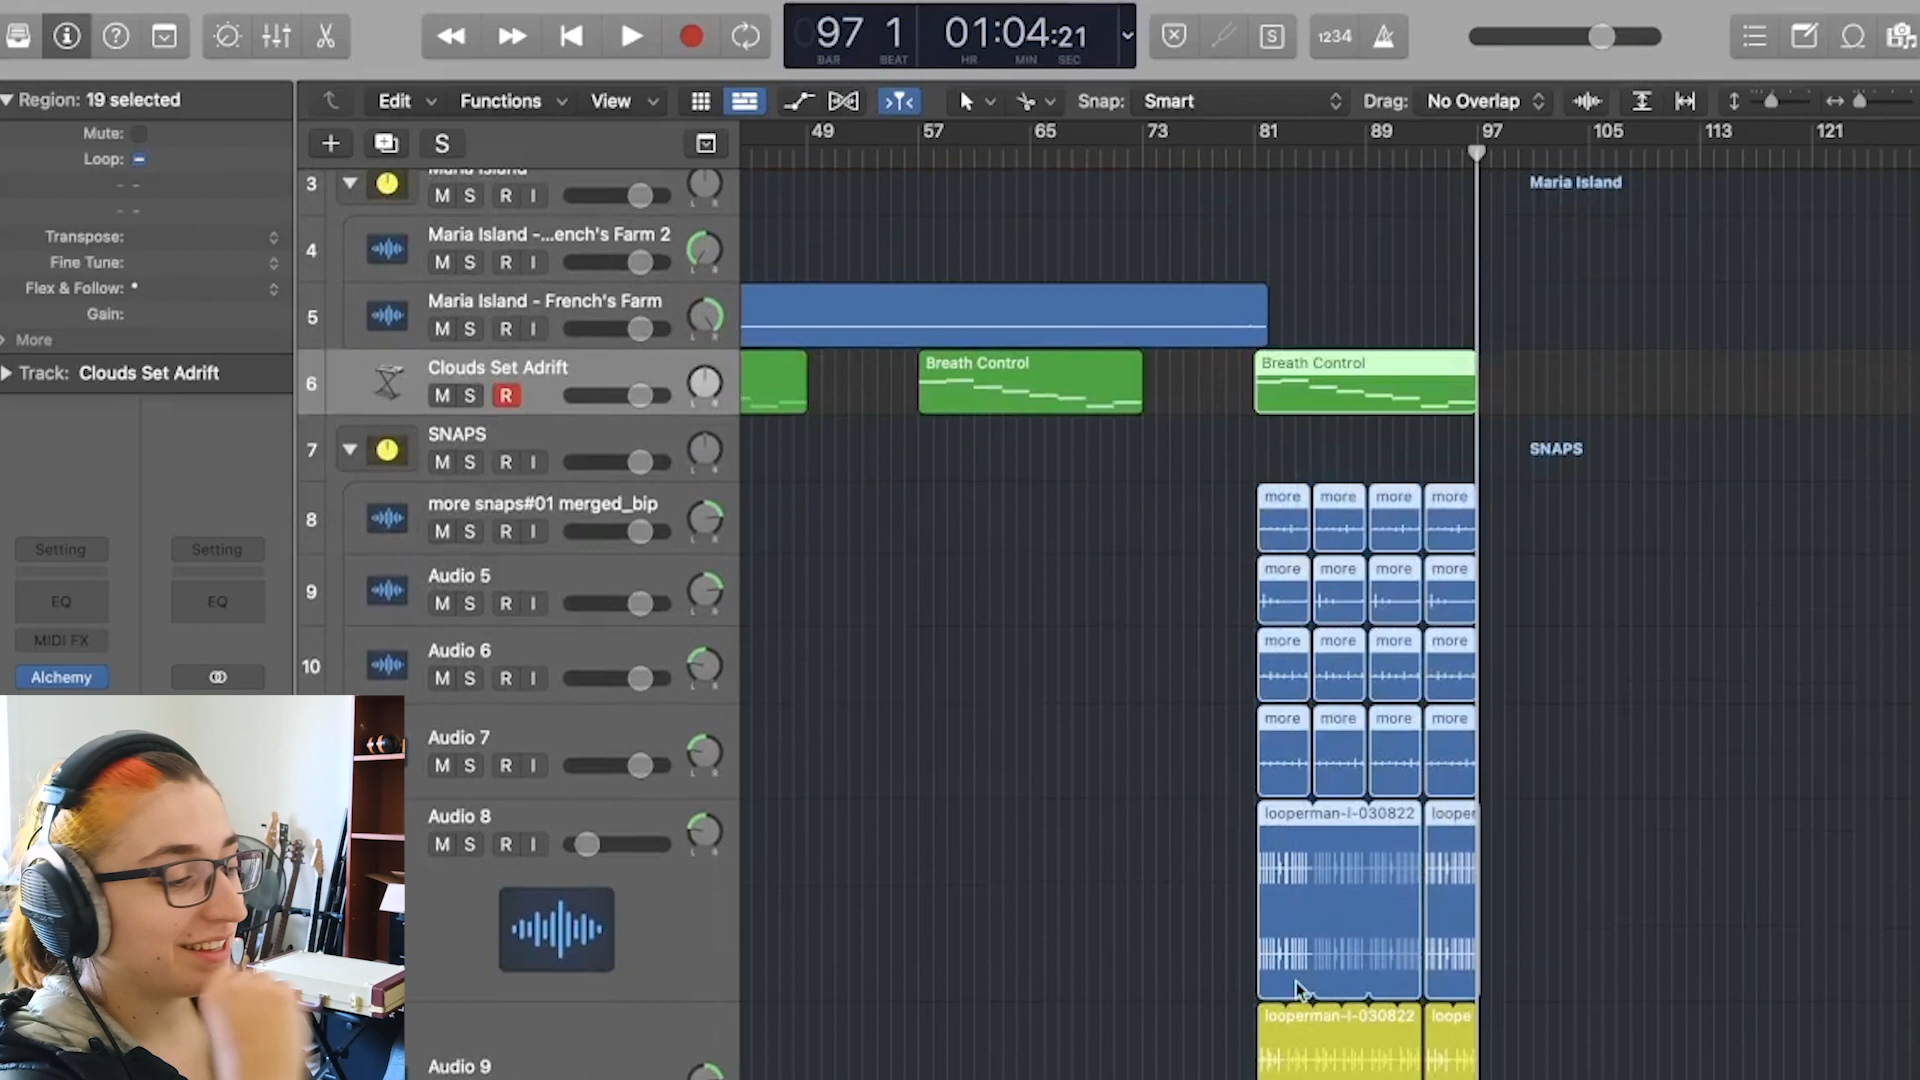 97 1
01:04:21
BAR BEAT HR MIN SEC
S
1234
Region: 19 selected
Mute:
Loop:
Transpose:
Fine Tune:
Flex & Follow:
Gain:
More
Track: Clouds Set Adrift
Setting Setting
EQ EQ
MIDI FX
Alchemy
Edit Functions View Snap: Smart Drag: No Overlap
S
49 57 65 73 81 89 97 105 113 121
3 Maria Island
M S R I
Maria Island
4 Maria Island -...ench's Farm 2
M S R I
5 Maria Island - French's Farm
M S R I
6 Clouds Set Adrift
M S R
Breath Control Breath Control
7 SNAPS
M S R I
SNAPS
8 more snaps#01 merged_bip
M S R I
more more more more
9 Audio 5
M S R I
more more more more
10 Audio 6
M S R I
more more more more
Audio 7
M S R I
more more more more
Audio 8
M S R I
looperman-l-030822 looper
Audio 9
looperman-l-030822 loope